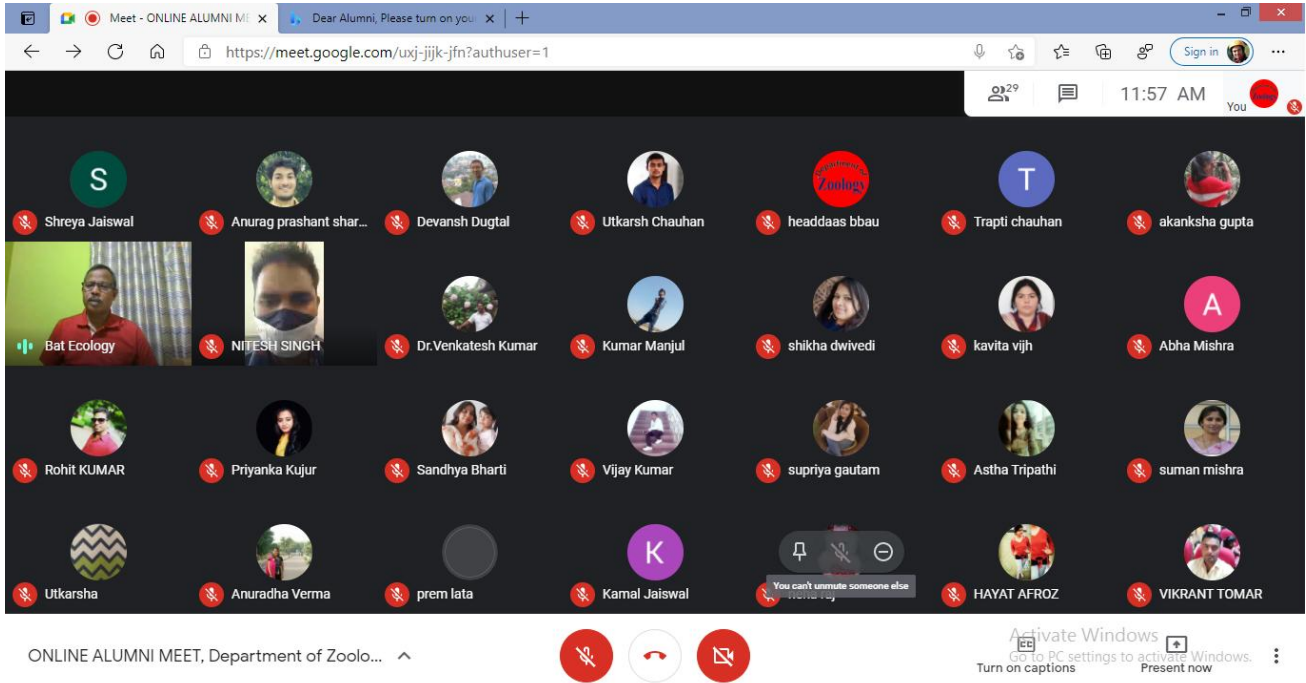 Meet - ONLINE ALUMNI ME
Dear Alumni, Please turn on you
https://meet.google.com/uxj-jijk-jfn?authuser=1
Sign in
29
11:57 AM
You
S
Shreya Jaiswal
Anurag prashant shar...
Devansh Dugtal
Utkarsh Chauhan
Department of
Zoology
headdaas bbau
T
Trapti chauhan
akanksha gupta
Bat Ecology
NITESH SINGH
Dr.Venkatesh Kumar
Kumar Manjul
shikha dwivedi
kavita vijh
A
Abha Mishra
Rohit KUMAR
Priyanka Kujur
Sandhya Bharti
Vijay Kumar
supriya gautam
Astha Tripathi
suman mishra
Utkarsha
Anuradha Verma
prem lata
K
Kamal Jaiswal
You can't unmute someone else
HAYAT AFROZ
VIKRANT TOMAR
ONLINE ALUMNI MEET, Department of Zoolo...
Turn on captions
Present now
Activate Windows
Go to PC settings to activate Windows.